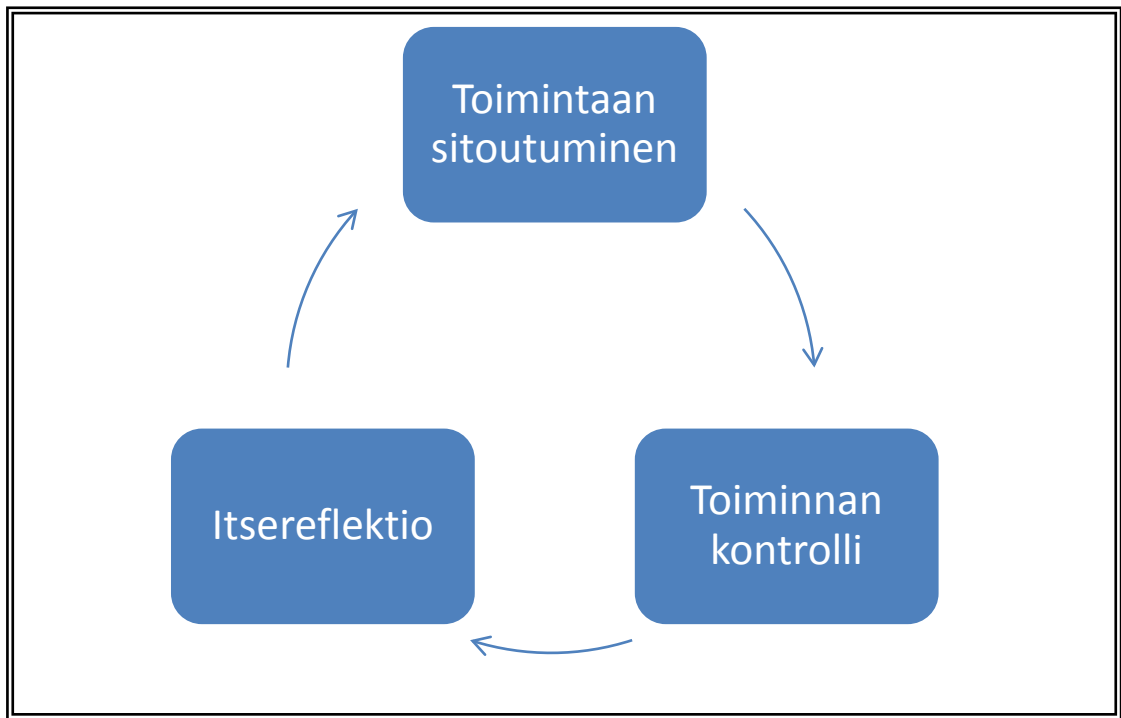 Toimintaan
sitoutuminen
Itsereflektio
Toiminnan
kontrolli